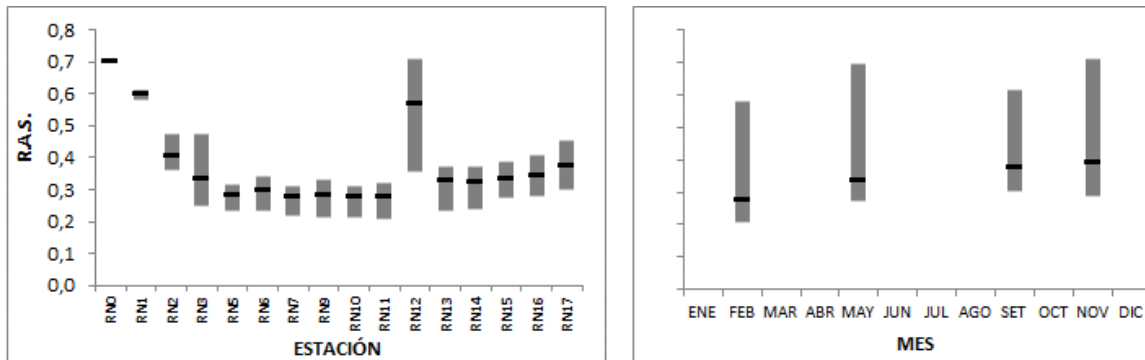 0,8
0,7
0,6
0,5
0,4
0,3
0,2
0,1
0,0
R.A.S.
RN0 RN1 RN2 RN3 RN5 RN6 RN7 RN9 RN10 RN11 RN12 RN13 RN14 RN15 RN16 RN17
ESTACIÓN
ENE FEB MAR ABR MAY JUN JUL AGO SET OCT NOV DIC
MES